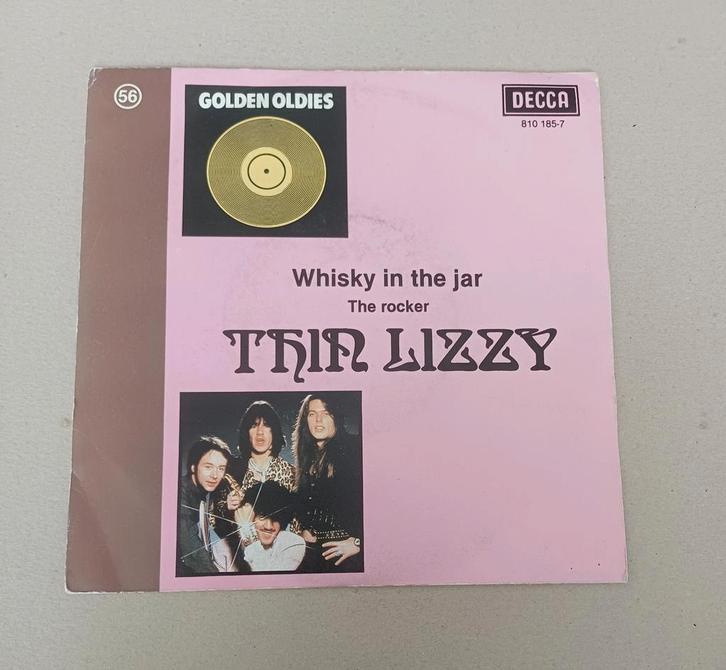 56
GOLDEN OLDIES
DECCA
810 185-7
Whisky in the jar
The rocker
THIN LIZZY